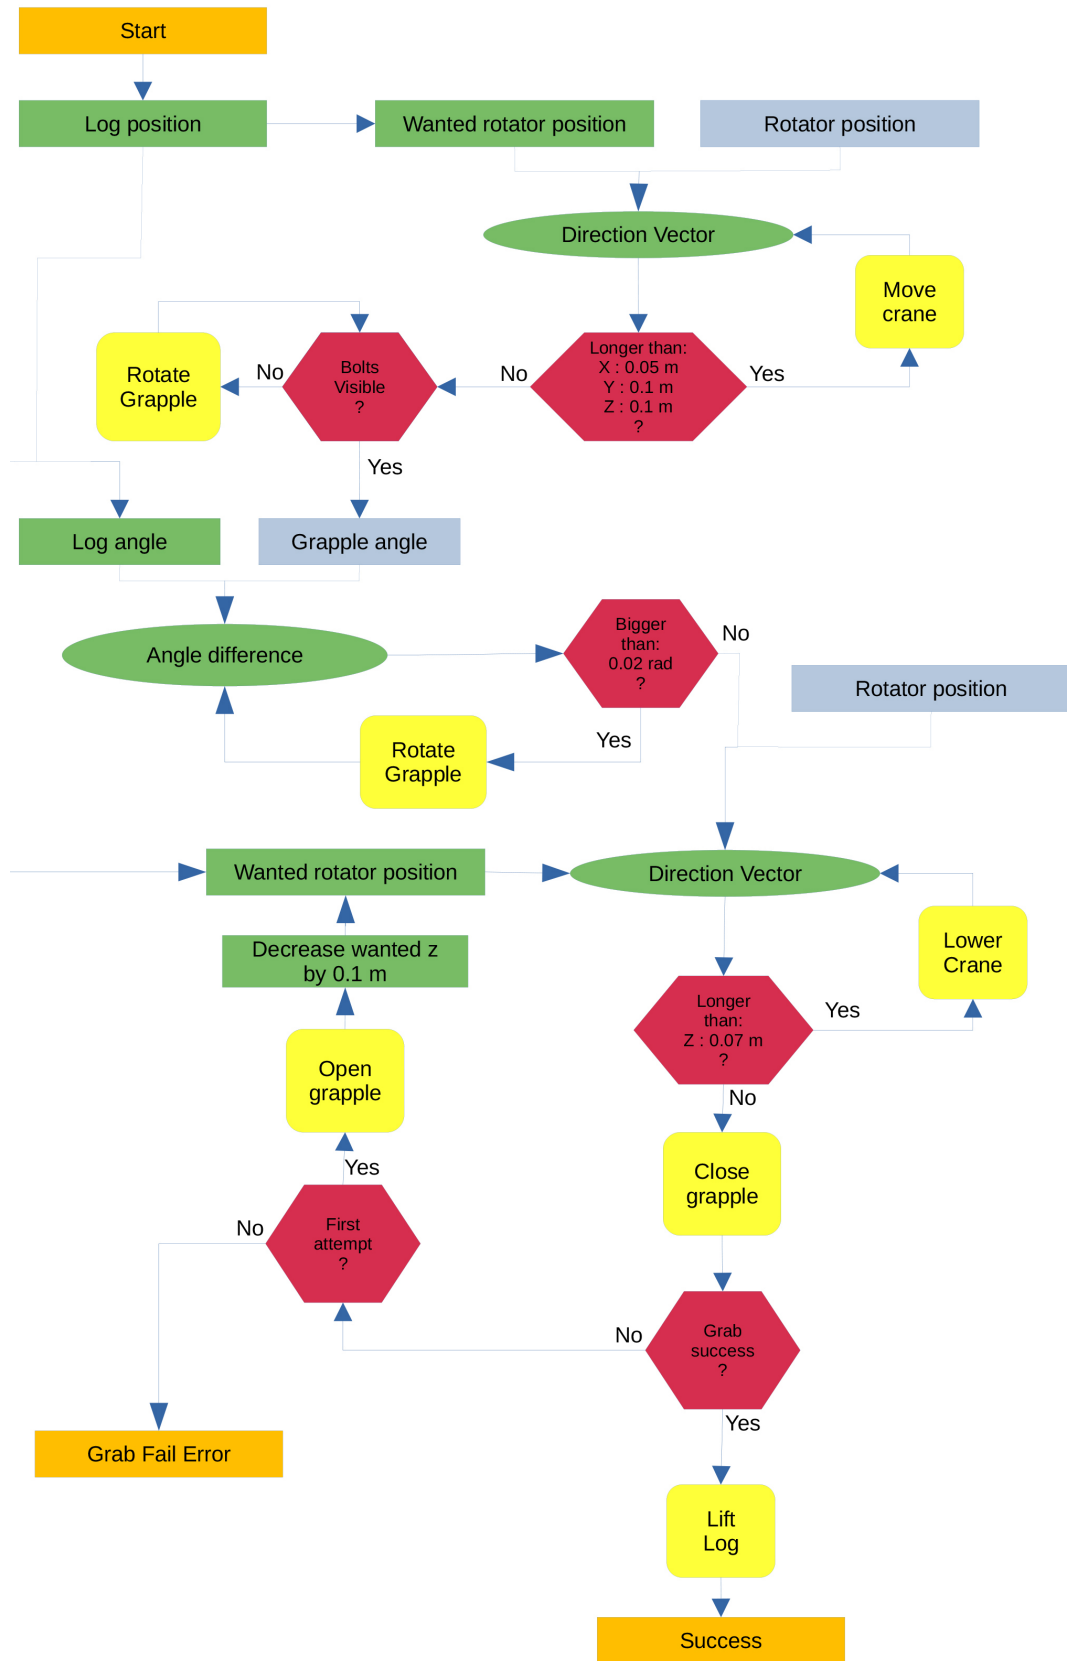 Start
Log position
Wanted rotator position
Rotator position
Direction Vector
Move
crane
Longer than:
X : 0.05 m
Y : 0.1 m
Z : 0.1 m
?
Yes
No
Bolts
Visible
?
No
Rotate
Grapple
Yes
Log angle
Grapple angle
Angle difference
Bigger
than:
0.02 rad
?
No
Yes
Rotate
Grapple
Rotator position
Wanted rotator position
Direction Vector
Decrease wanted z
by 0.1 m
Lower
Crane
Longer
than:
Z : 0.07 m
?
Yes
No
Open
grapple
Close
grapple
Yes
First
attempt
?
No
Grab
success
?
No
Yes
Grab Fail Error
Lift
Log
Success